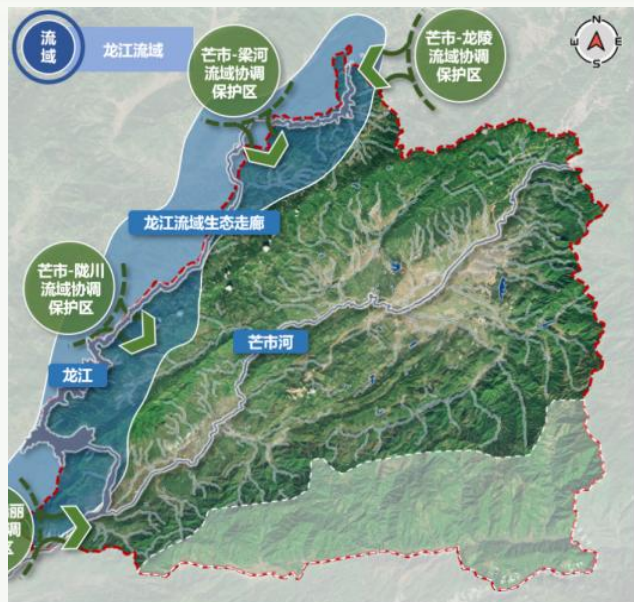 流
域
龙江流域
芒市-梁河
流域协调
保护区
芒市-龙陵
流域协调
保护区
N
E
S
龙江流域生态走廊
芒市-陇川
流域协调
保护区
芒市河
龙江
丽
调
区